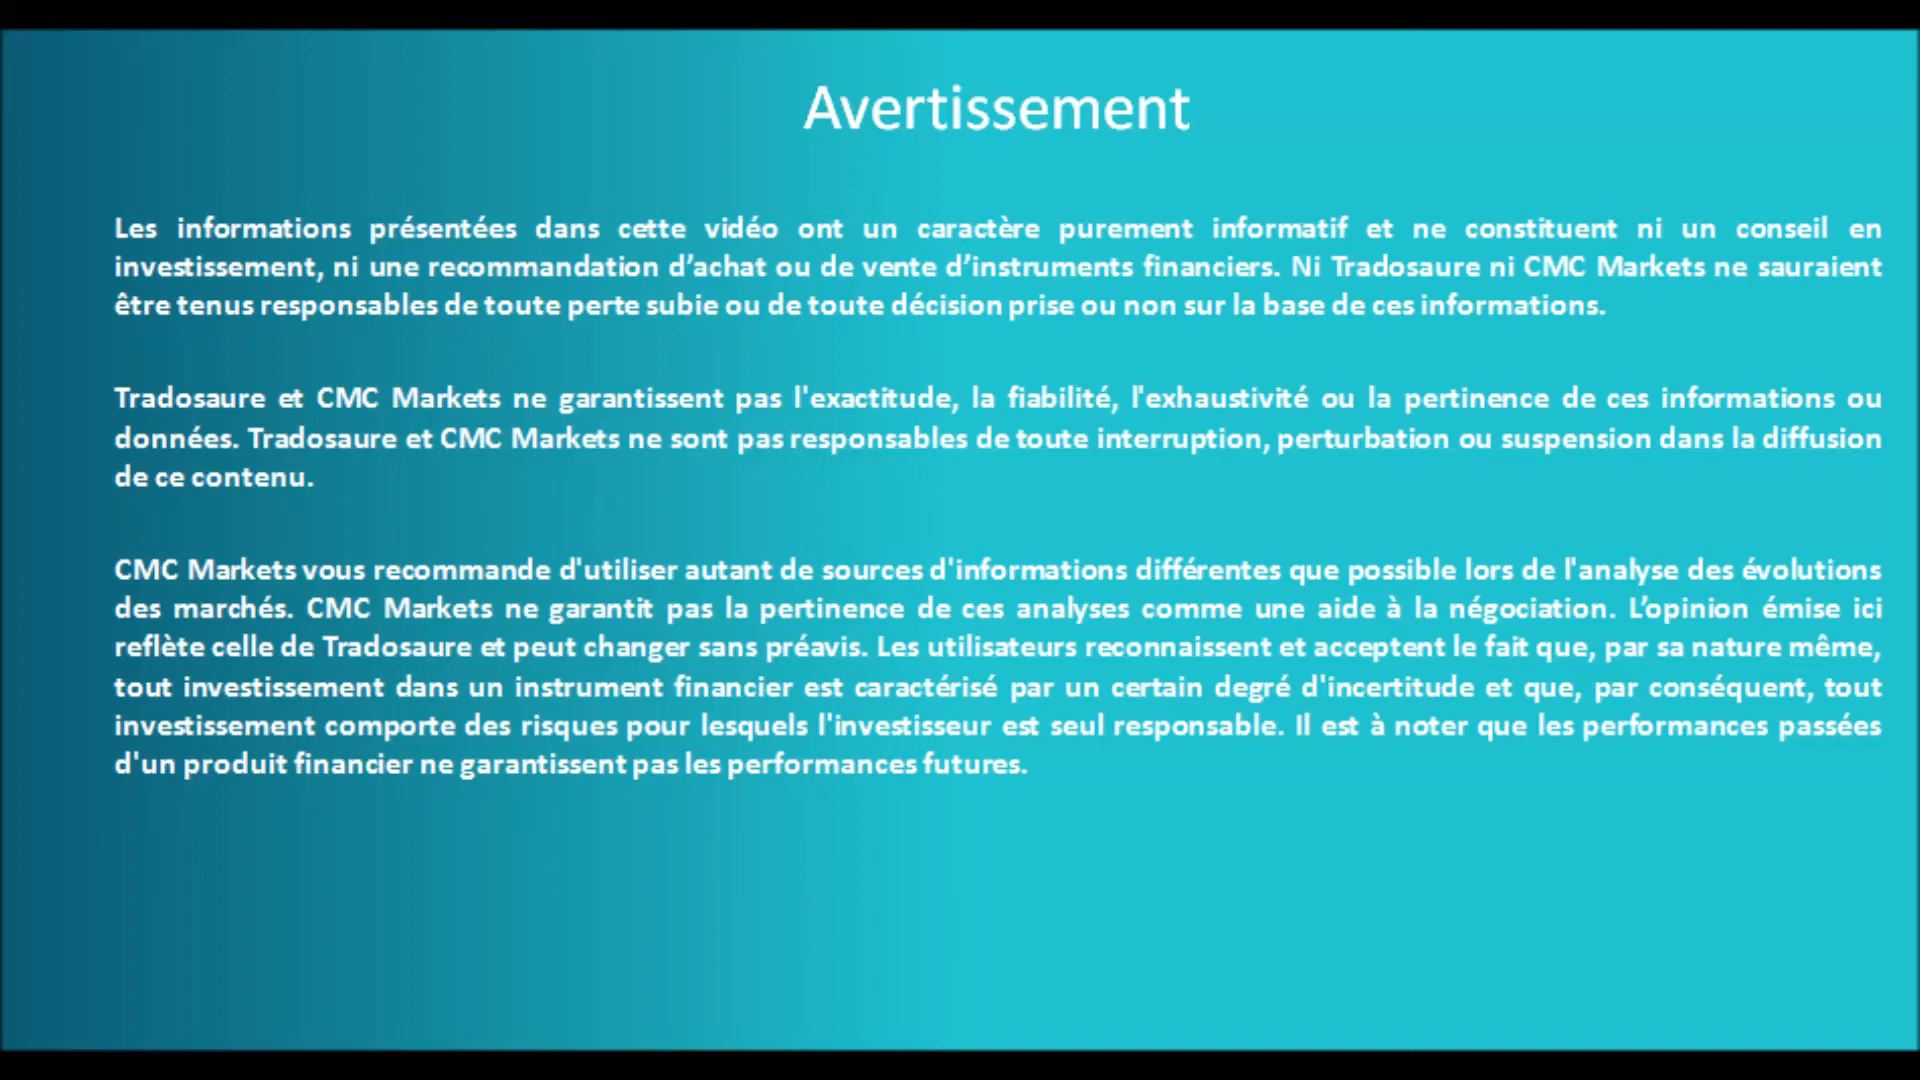 Avertissement
Les informations présentées dans cette vidéo ont un caractère purement informatif et ne constituent ni un conseil en
investissement, ni une recommandation d’achat ou de vente d’instruments financiers. Ni Tradosaure ni CMC Markets ne sauraient
être tenus responsables de toute perte subie ou de toute décision prise ou non sur la base de ces informations.
Tradosaure et CMC Markets ne garantissent pas l'exactitude, la fiabilité, l'exhaustivité ou la pertinence de ces informations ou
données. Tradosaure et CMC Markets ne sont pas responsables de toute interruption, perturbation ou suspension dans la diffusion
de ce contenu.
CMC Markets vous recommande d'utiliser autant de sources d'informations différentes que possible lors de l'analyse des évolutions
des marchés. CMC Markets ne garantit pas la pertinence de ces analyses comme une aide à la négociation. L’opinion émise ici
reflète celle de Tradosaure et peut changer sans préavis. Les utilisateurs reconnaissent et acceptent le fait que, par sa nature même,
tout investissement dans un instrument financier est caractérisé par un certain degré d'incertitude et que, par conséquent, tout
investissement comporte des risques pour lesquels l'investisseur est seul responsable. Il est à noter que les performances passées
d'un produit financier ne garantissent pas les performances futures.